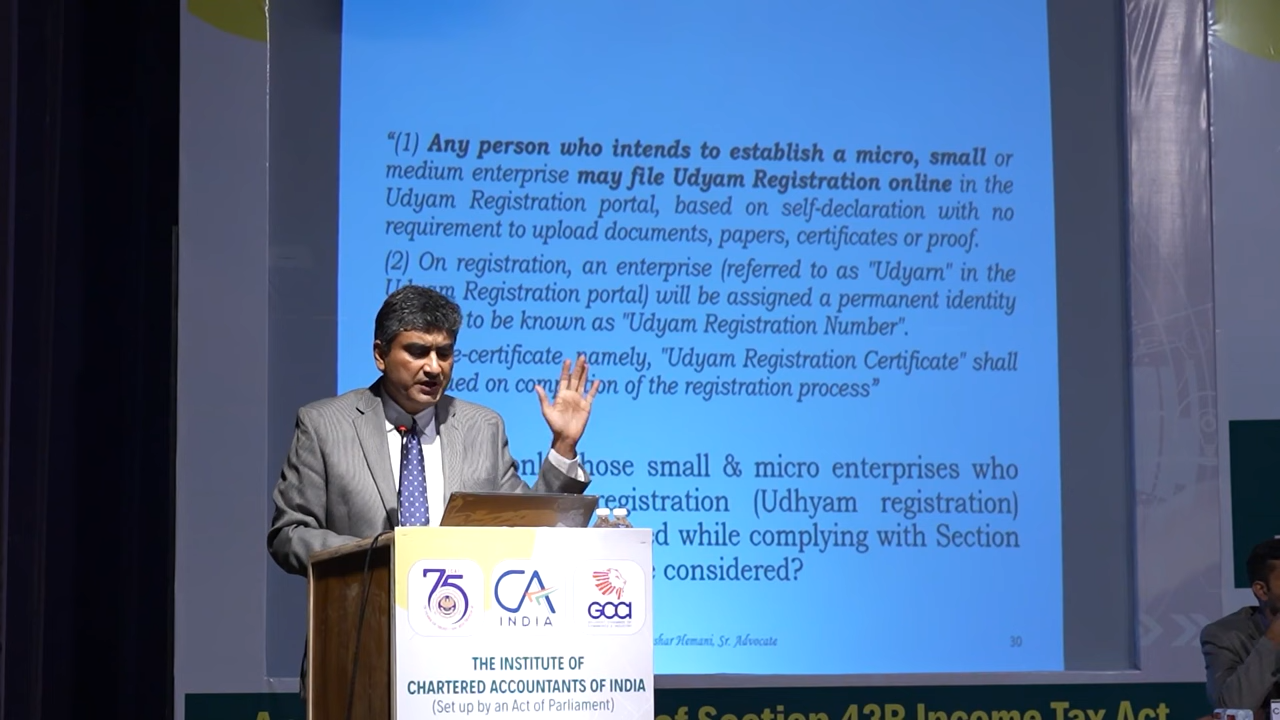 “(1) Any person who intends to establish a micro, small or
medium enterprise may file Udyam Registration online in the
Udyam Registration portal, based on self-declaration with no
requirement to upload documents, papers, certificates or proof.
(2) On registration, an enterprise (referred to as "Udyam" in the
Registration portal) will be assigned a permanent identity
to be known as "Udyam Registration Number".
e-certificate, namely, "Udyam Registration Certificate" shall
on of the registration process”
those small & micro enterprises who
registration (Udhyam registration)
while complying with Section
considered?
Hemani, Sr. Advocate
30
75
CA
INDIA
GCCI
THE INSTITUTE OF
CHARTERED ACCOUNTANTS OF INDIA
(Set up by an Act of Parliament)
of Section 43B Income Tax Act